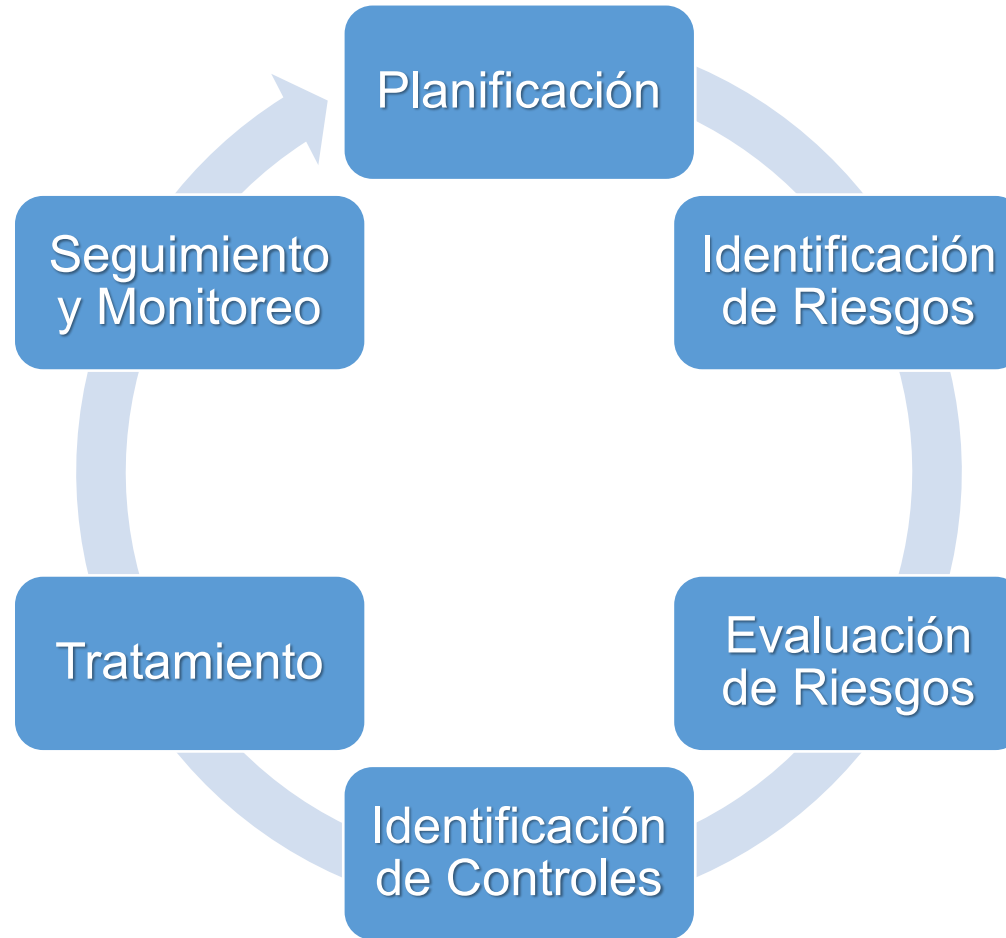 Planificación
Identificación
de Riesgos
Evaluación
de Riesgos
Identificación
de Controles
Tratamiento
Seguimiento
y Monitoreo